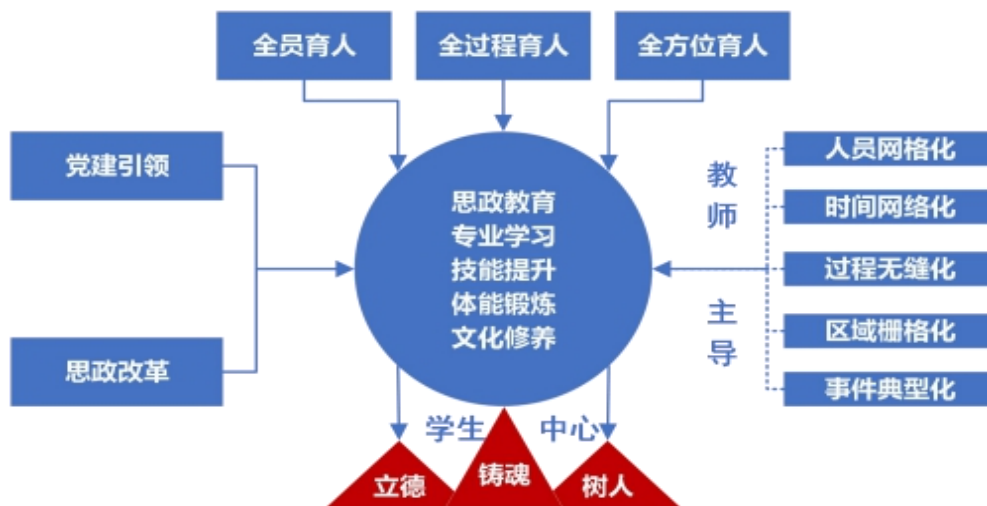 全员育人
全过程育人
全方位育人
党建引领
思政改革
思政教育
专业学习
技能提升
体能锻炼
文化修养
教师
主导
人员网格化
时间网络化
过程无缝化
区域栅格化
事件典型化
学生
中心
立德
铸魂
树人